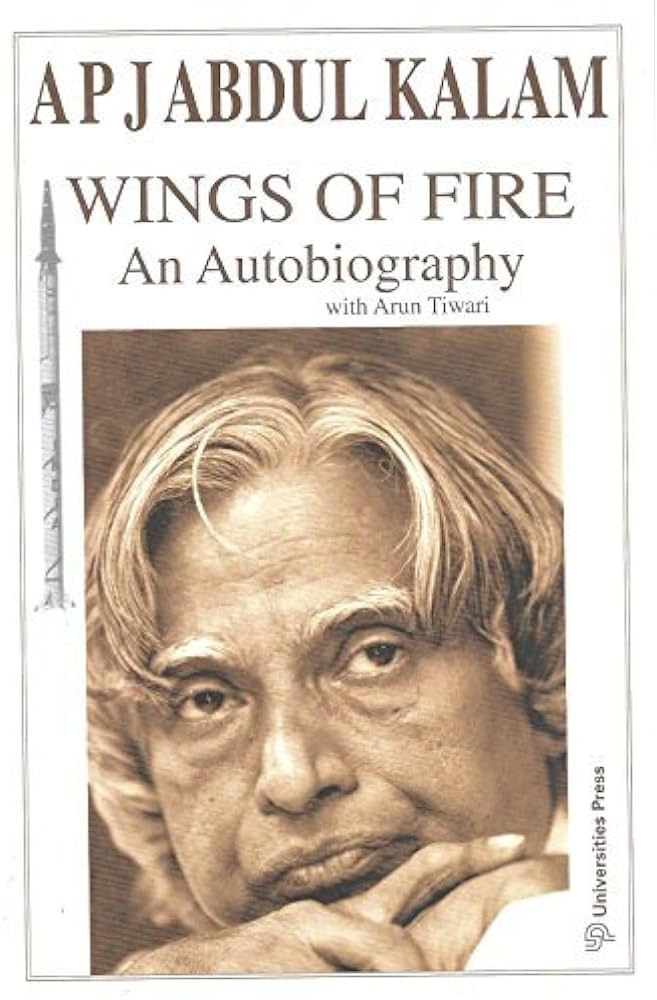 A P J ABDUL KALAM
WINGS OF FIRE
An Autobiography
with Arun Tiwari
Universities Press